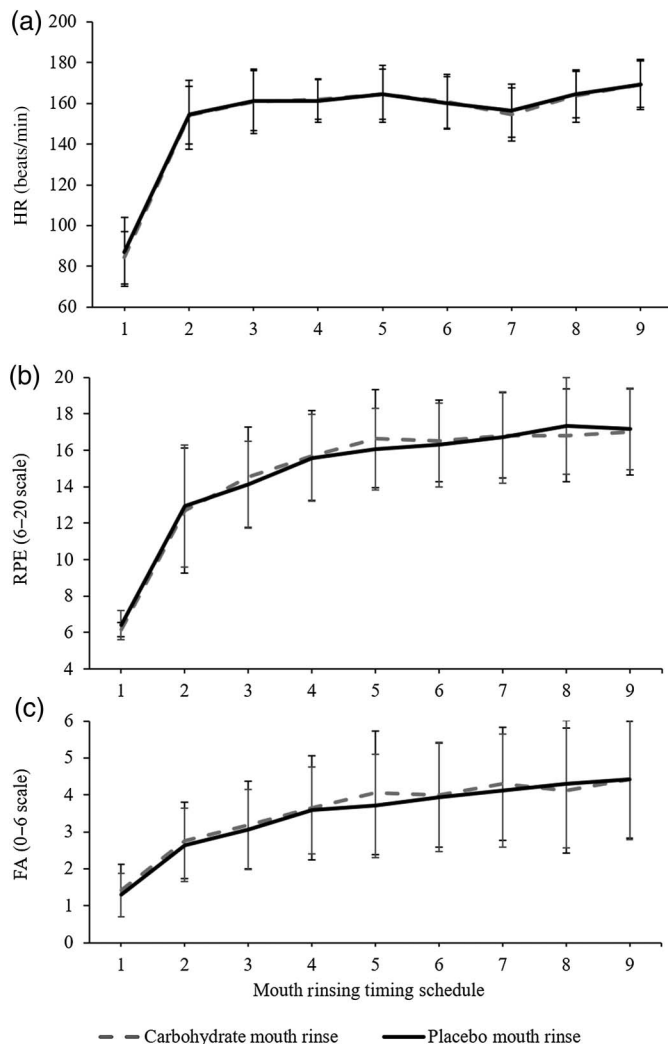 (a)
HR (beats/min)
200
180
160
140
120
100
80
60
1 2 3 4 5 6 7 8 9
(b)
RPE (6–20 scale)
20
18
16
14
12
10
8
6
4
1 2 3 4 5 6 7 8 9
(c)
FA (0–6 scale)
6
5
4
3
2
1
0
1 2 3 4 5 6 7 8 9
Mouth rinsing timing schedule
Carbohydrate mouth rinse Placebo mouth rinse